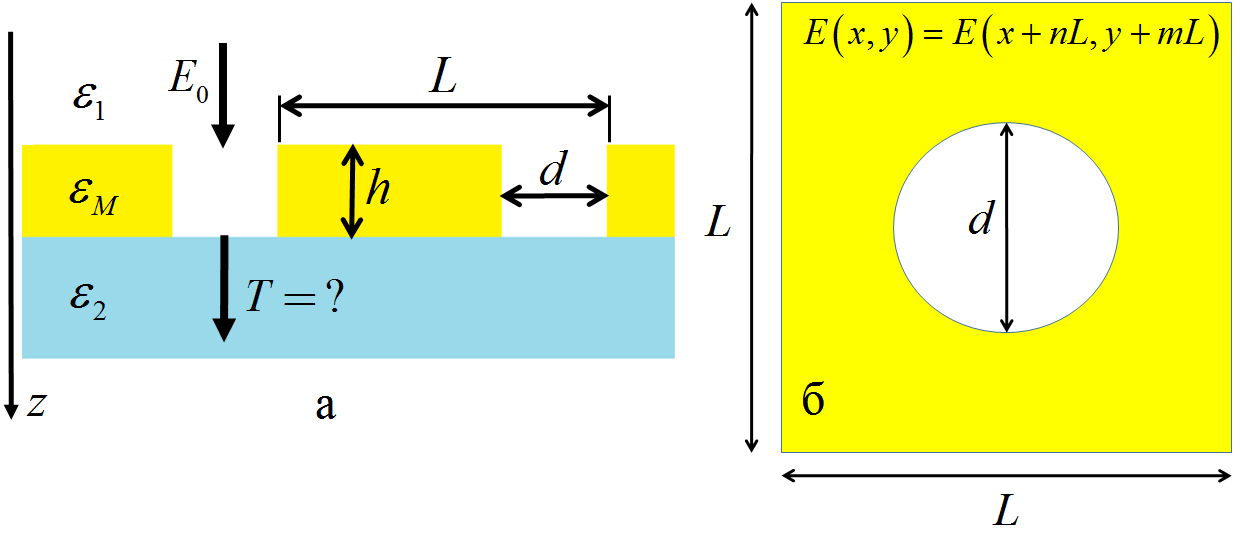 ε₁
E₀
L
ε_M
h
d
ε₂
T = ?
z
а
E(x, y) = E(x + nL, y + mL)
L
d
б
L